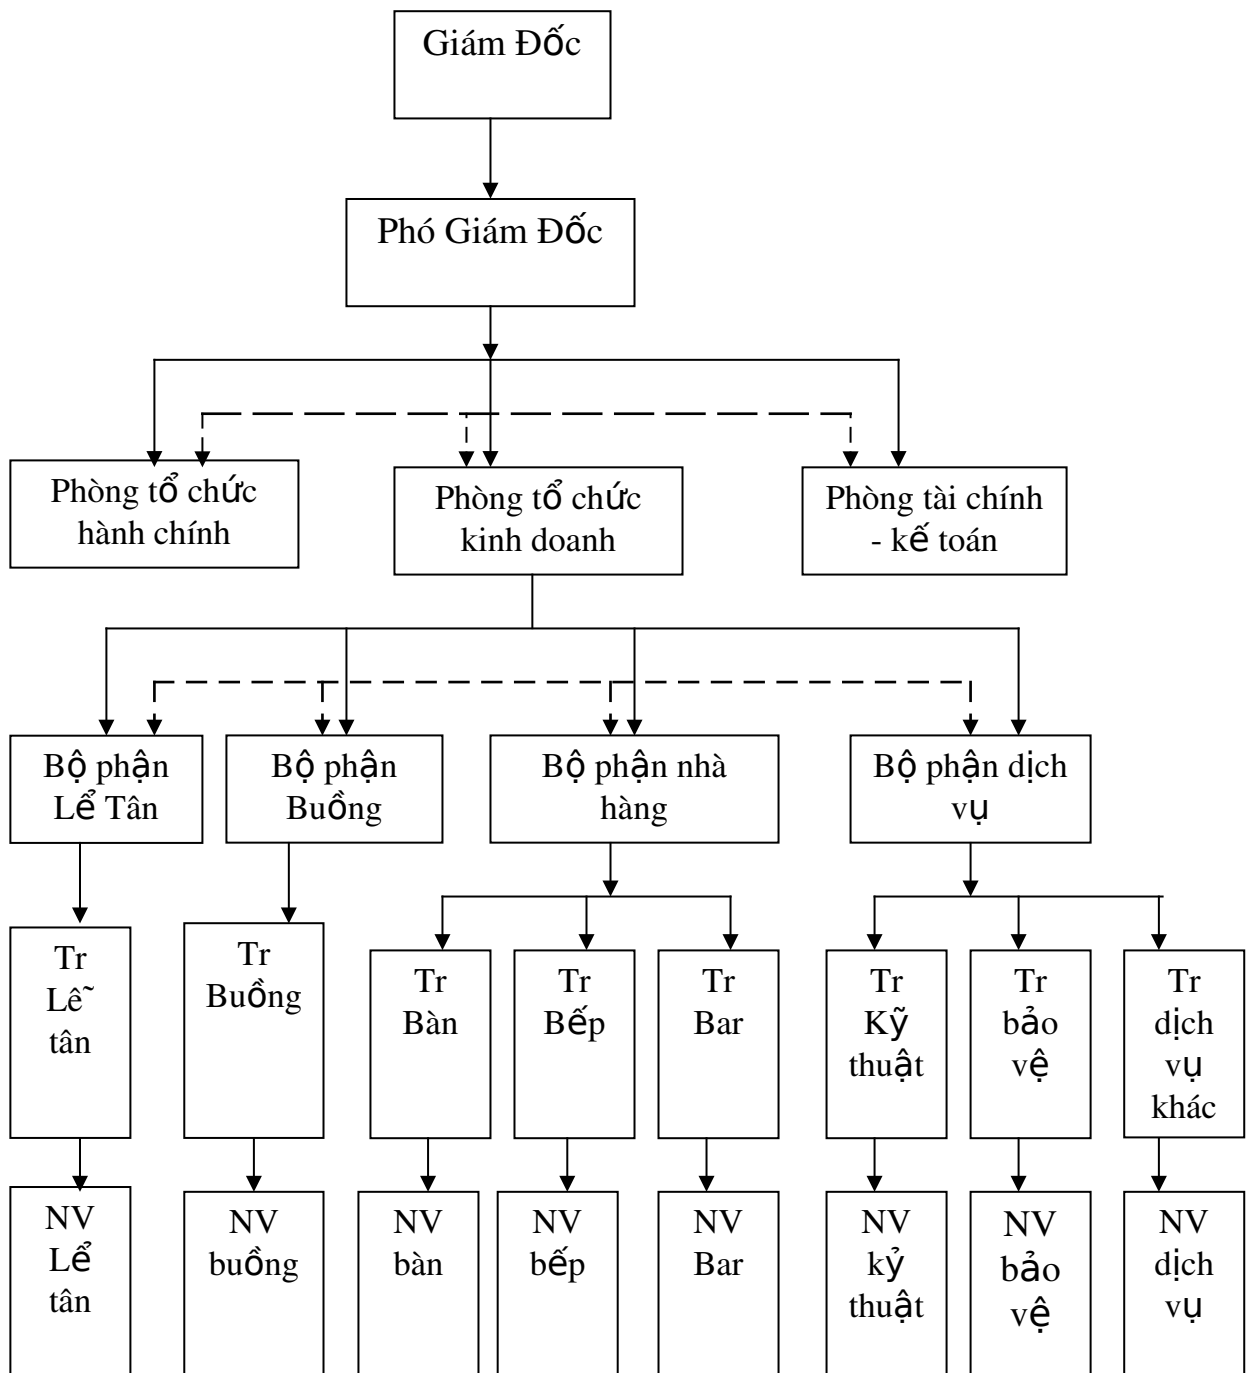 Giám Đốc
Phó Giám Đốc
Phòng tổ chức
hành chính
Phòng tổ chức
kinh doanh
Phòng tài chính
- kế toán
Bộ phận
Lể Tân
Bộ phận
Buồng
Bộ phận nhà
hàng
Bộ phận dịch
vụ
Tr
Lễ
tân
Tr
Buồng
Tr
Bàn
Tr
Bếp
Tr
Bar
Tr
Kỹ
thuật
Tr
bảo
vệ
Tr
dịch
vụ
khác
NV
Lể
tân
NV
buồng
NV
bàn
NV
bếp
NV
Bar
NV
kỷ
thuật
NV
bảo
vệ
NV
dịch
vụ